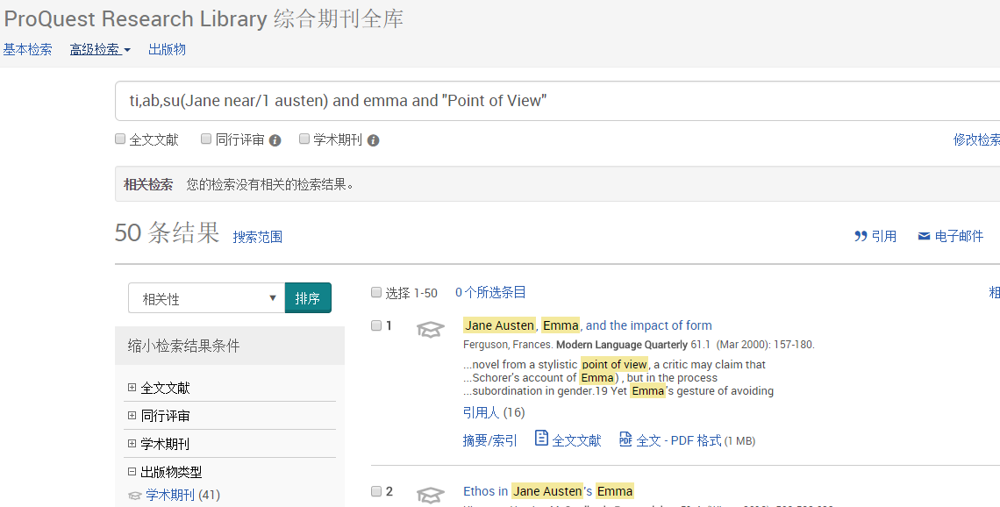 ProQuest Research Library 综合期刊全库
基本检索 高级检索 出版物
ti,ab,su(Jane near/1 austen) and emma and "Point of View"
全文文献 同行评审 学术期刊 修改检索
相关检索 您的检索没有相关的检索结果。
50 条结果 搜索范围 引用 电子邮件
相关性 排序 选择 1-50 0 个所选条目 粗
缩小检索结果条件
全文文献
同行评审
学术期刊
出版物类型
学术期刊 (41)
1 Jane Austen, Emma, and the impact of form
Ferguson, Frances. Modern Language Quarterly 61.1 (Mar 2000): 157-180.
...novel from a stylistic point of view, a critic may claim that
...Schorer's account of Emma) , but in the process
...subordination in gender.19 Yet Emma's gesture of avoiding
引用人 (16)
摘要/索引 全文文献 全文 - PDF 格式 (1 MB)
2 Ethos in Jane Austen's Emma